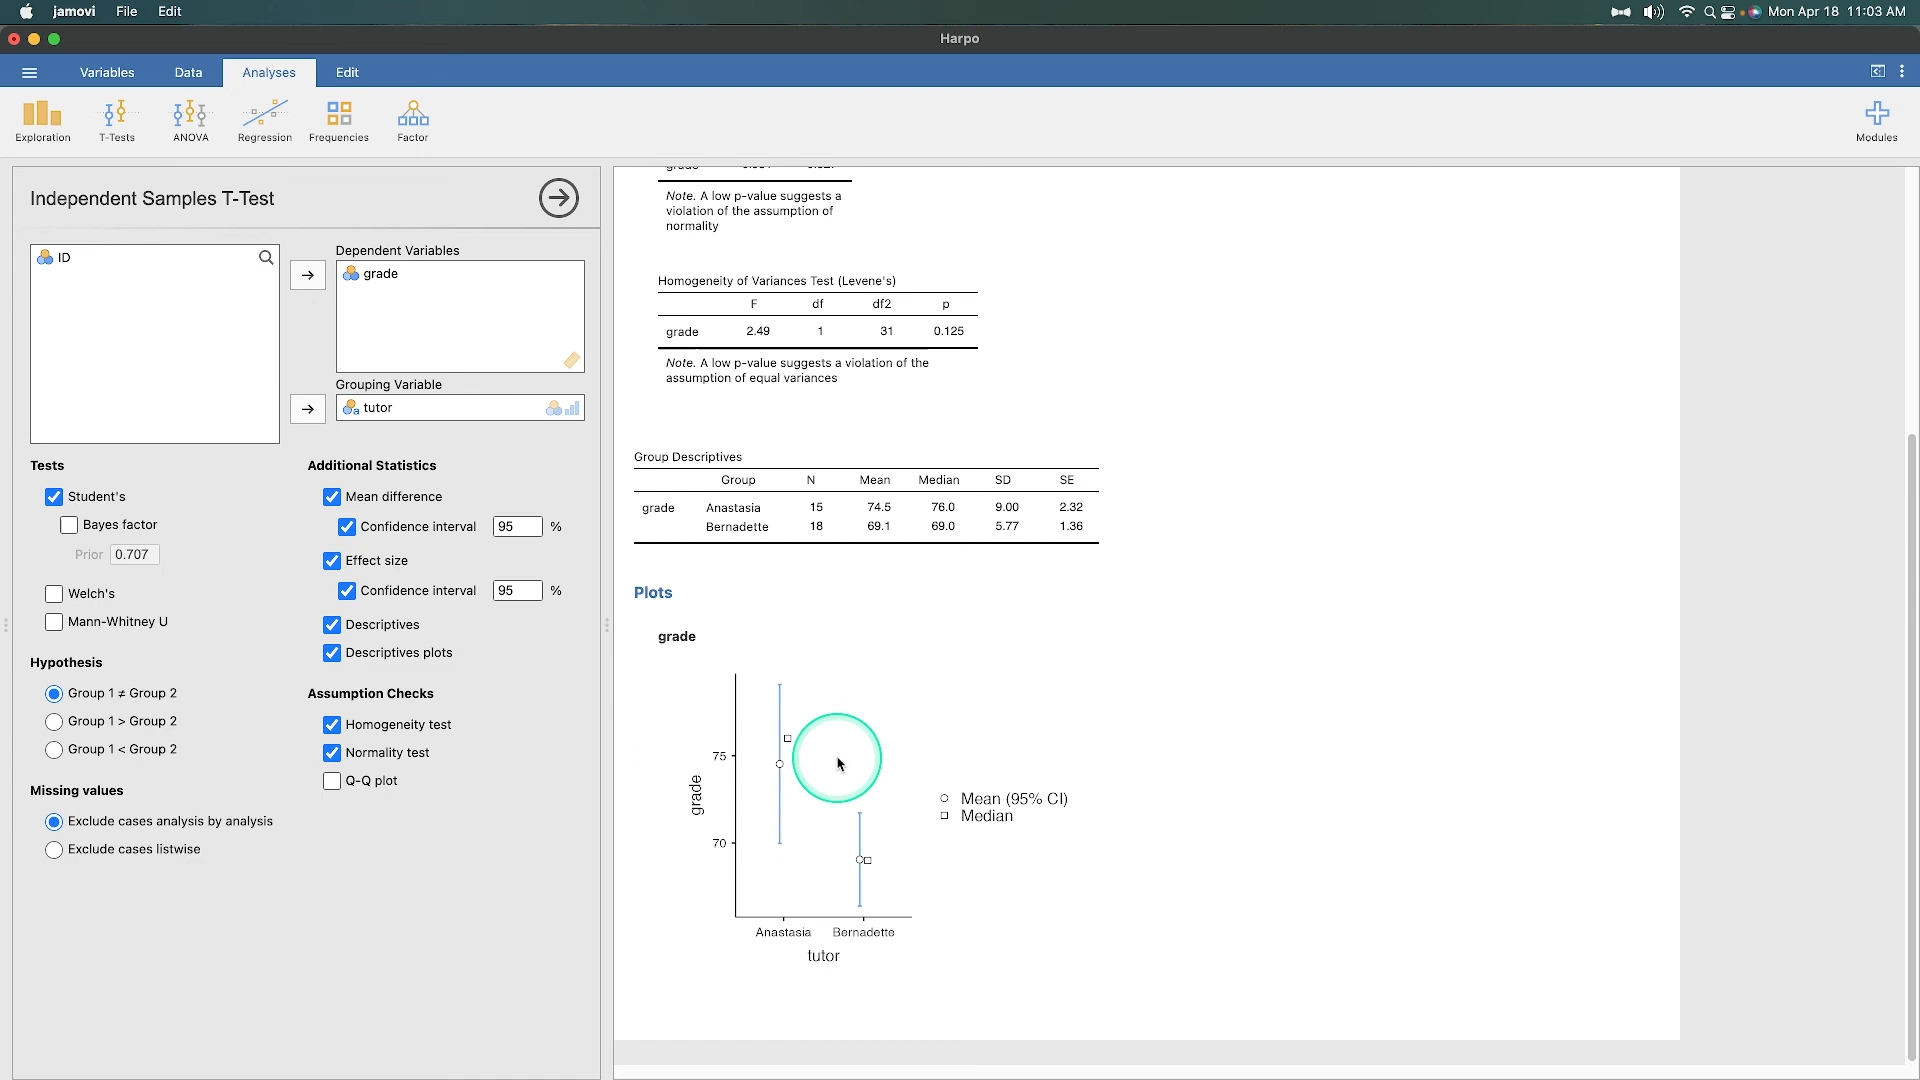 jamovi File Edit
Mon Apr 18 11:03 AM
Harpo
Variables Data Analyses Edit
Exploration T-Tests ANOVA Regression Frequencies Factor Modules
Independent Samples T-Test
ID
Dependent Variables
grade
Grouping Variable
tutor
Tests
Student's
Bayes factor
Prior 0.707
Welch's
Mann-Whitney U
Hypothesis
Group 1 ≠ Group 2
Group 1 > Group 2
Group 1 < Group 2
Missing values
Exclude cases analysis by analysis
Exclude cases listwise
Additional Statistics
Mean difference
Confidence interval 95 %
Effect size
Confidence interval 95 %
Descriptives
Descriptives plots
Assumption Checks
Homogeneity test
Normality test
Q-Q plot
Note. A low p-value suggests a
violation of the assumption of
normality
Homogeneity of Variances Test (Levene's)
F df df2 p
grade 2.49 1 31 0.125
Note. A low p-value suggests a violation of the
assumption of equal variances
Group Descriptives
Group N Mean Median SD SE
grade Anastasia 15 74.5 76.0 9.00 2.32
Bernadette 18 69.1 69.0 5.77 1.36
Plots
grade
75
70
grade
Anastasia Bernadette
tutor
Mean (95% CI)
Median